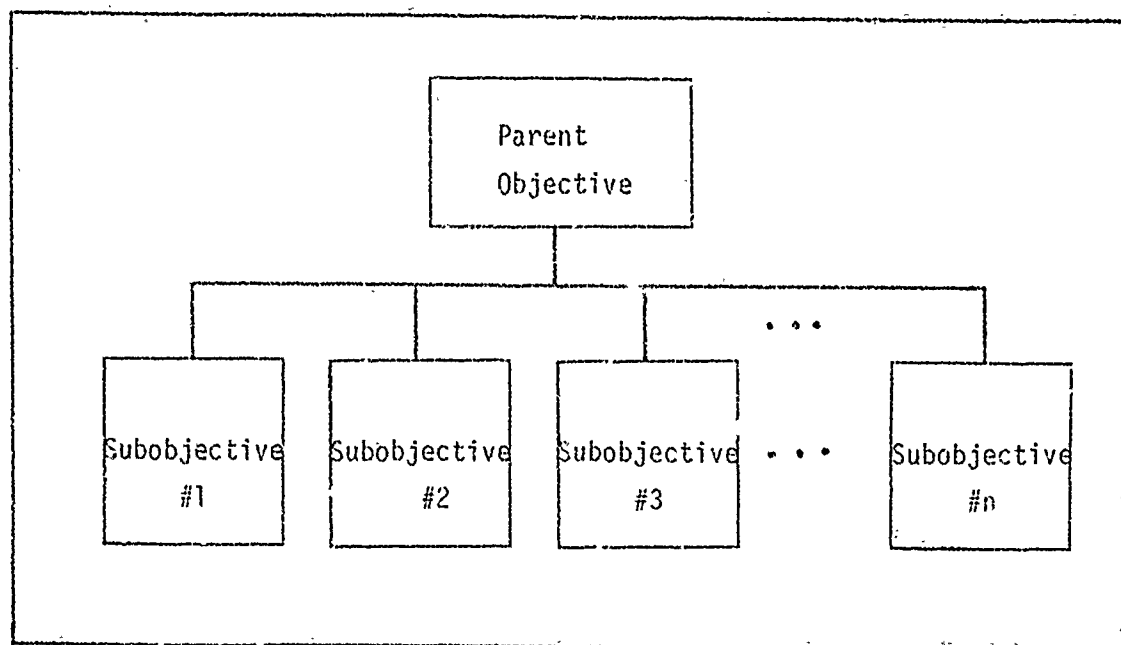 Parent
Objective
. . .
Subobjective
#1
Subobjective
#2
Subobjective
#3
. . .
Subobjective
#n